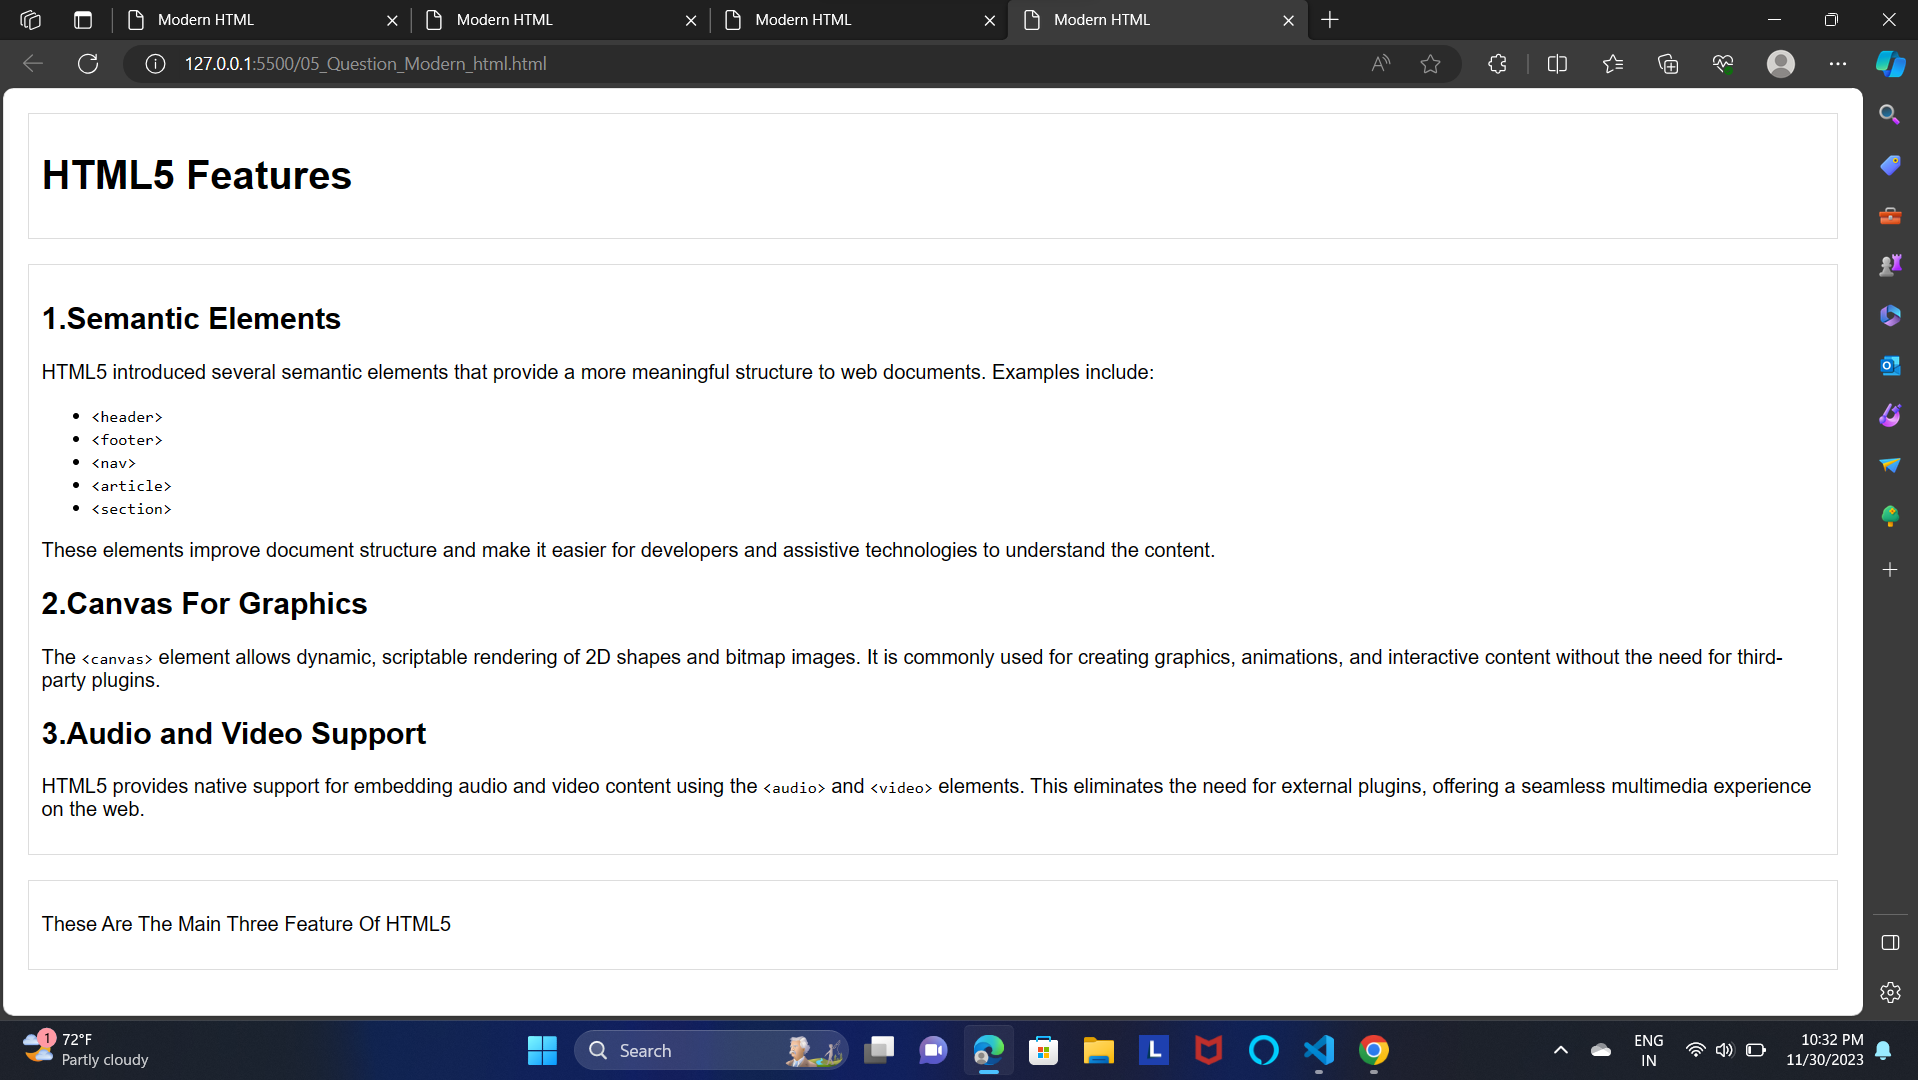 Modern HTML
Modern HTML
Modern HTML
Modern HTML
127.0.0.1:5500/05_Question_Modern_html.html
HTML5 Features
1.Semantic Elements
HTML5 introduced several semantic elements that provide a more meaningful structure to web documents. Examples include:
• <header>
• <footer>
• <nav>
• <article>
• <section>
These elements improve document structure and make it easier for developers and assistive technologies to understand the content.
2.Canvas For Graphics
The <canvas> element allows dynamic, scriptable rendering of 2D shapes and bitmap images. It is commonly used for creating graphics, animations, and interactive content without the need for third-
party plugins.
3.Audio and Video Support
HTML5 provides native support for embedding audio and video content using the <audio> and <video> elements. This eliminates the need for external plugins, offering a seamless multimedia experience
on the web.
These Are The Main Three Feature Of HTML5
1
72°F
Partly cloudy
Search
L
ENG
IN
10:32 PM
11/30/2023